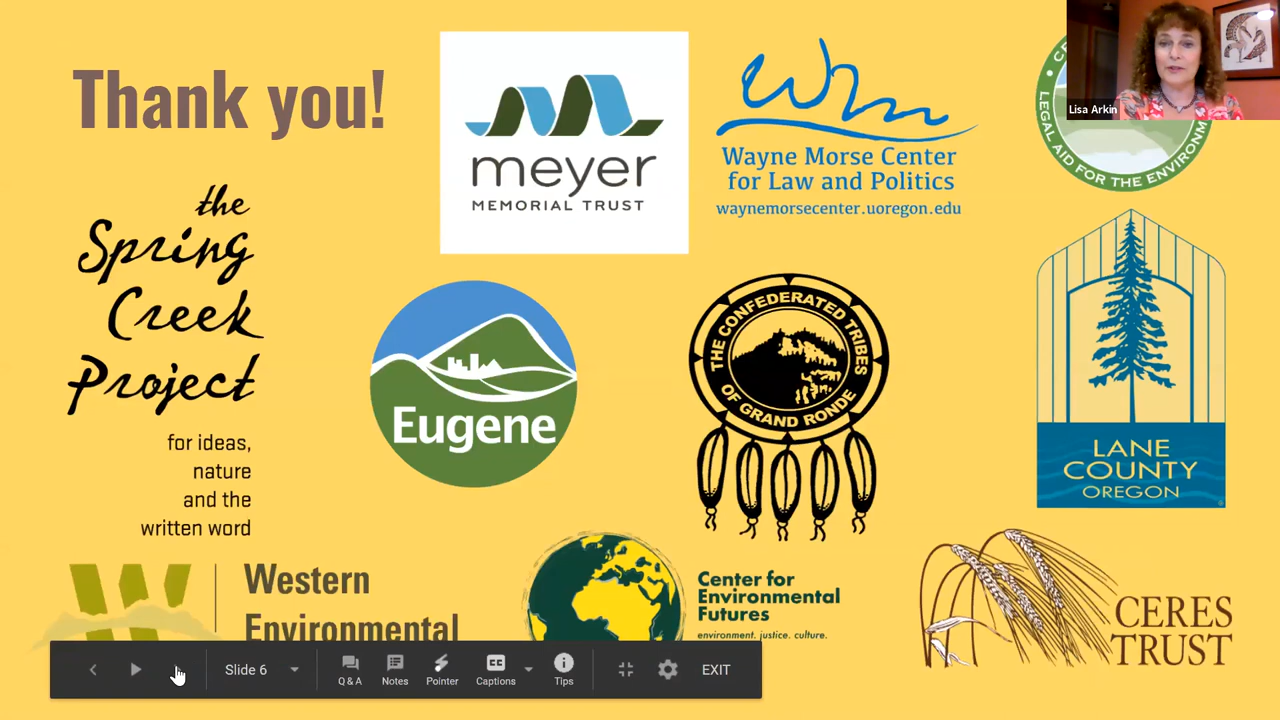 Thank you!
meyer
MEMORIAL TRUST
Wayne Morse Center
for Law and Politics
waynemorsecenter.uoregon.edu
LEGAL AID FOR THE ENVIRONM
Lisa Arkin
the
Spring
Creek
Project
for ideas,
nature
and the
written word
Eugene
THE CONFEDERATED TRIBES
OF GRAND RONDE
LANE
COUNTY
OREGON
Western
Environmental
Center for
Environmental
Futures
environment. justice. culture.
CERES
TRUST
Slide 6
Q & A
Notes
Pointer
CC
Captions
Tips
EXIT